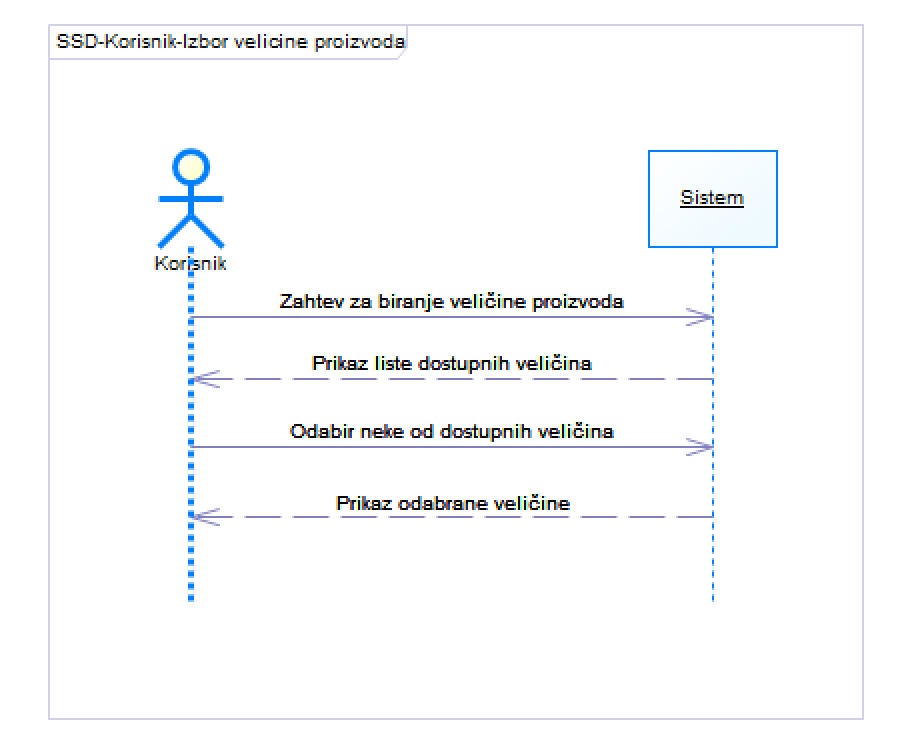 SSD-Korisnik-Izbor velicine proizvoda
Sistem
Korisnik
Zahtev za biranje veličine proizvoda
Prikaz liste dostupnih veličina
Odabir neke od dostupnih veličina
Prikaz odabrane veličine